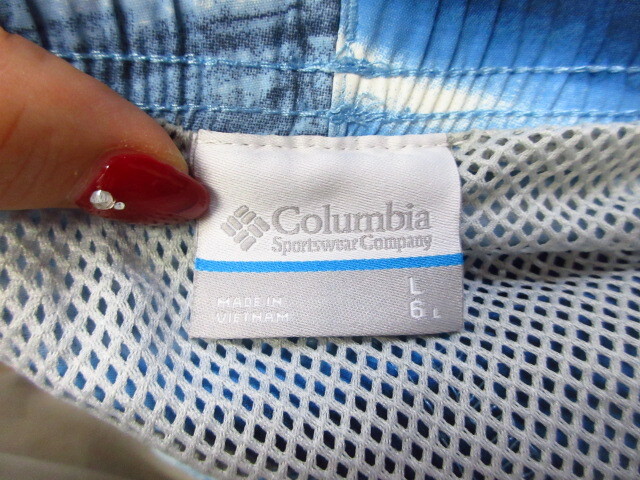 Columbia
Sportswear Company
MADE IN
VIETNAM
L
6 L